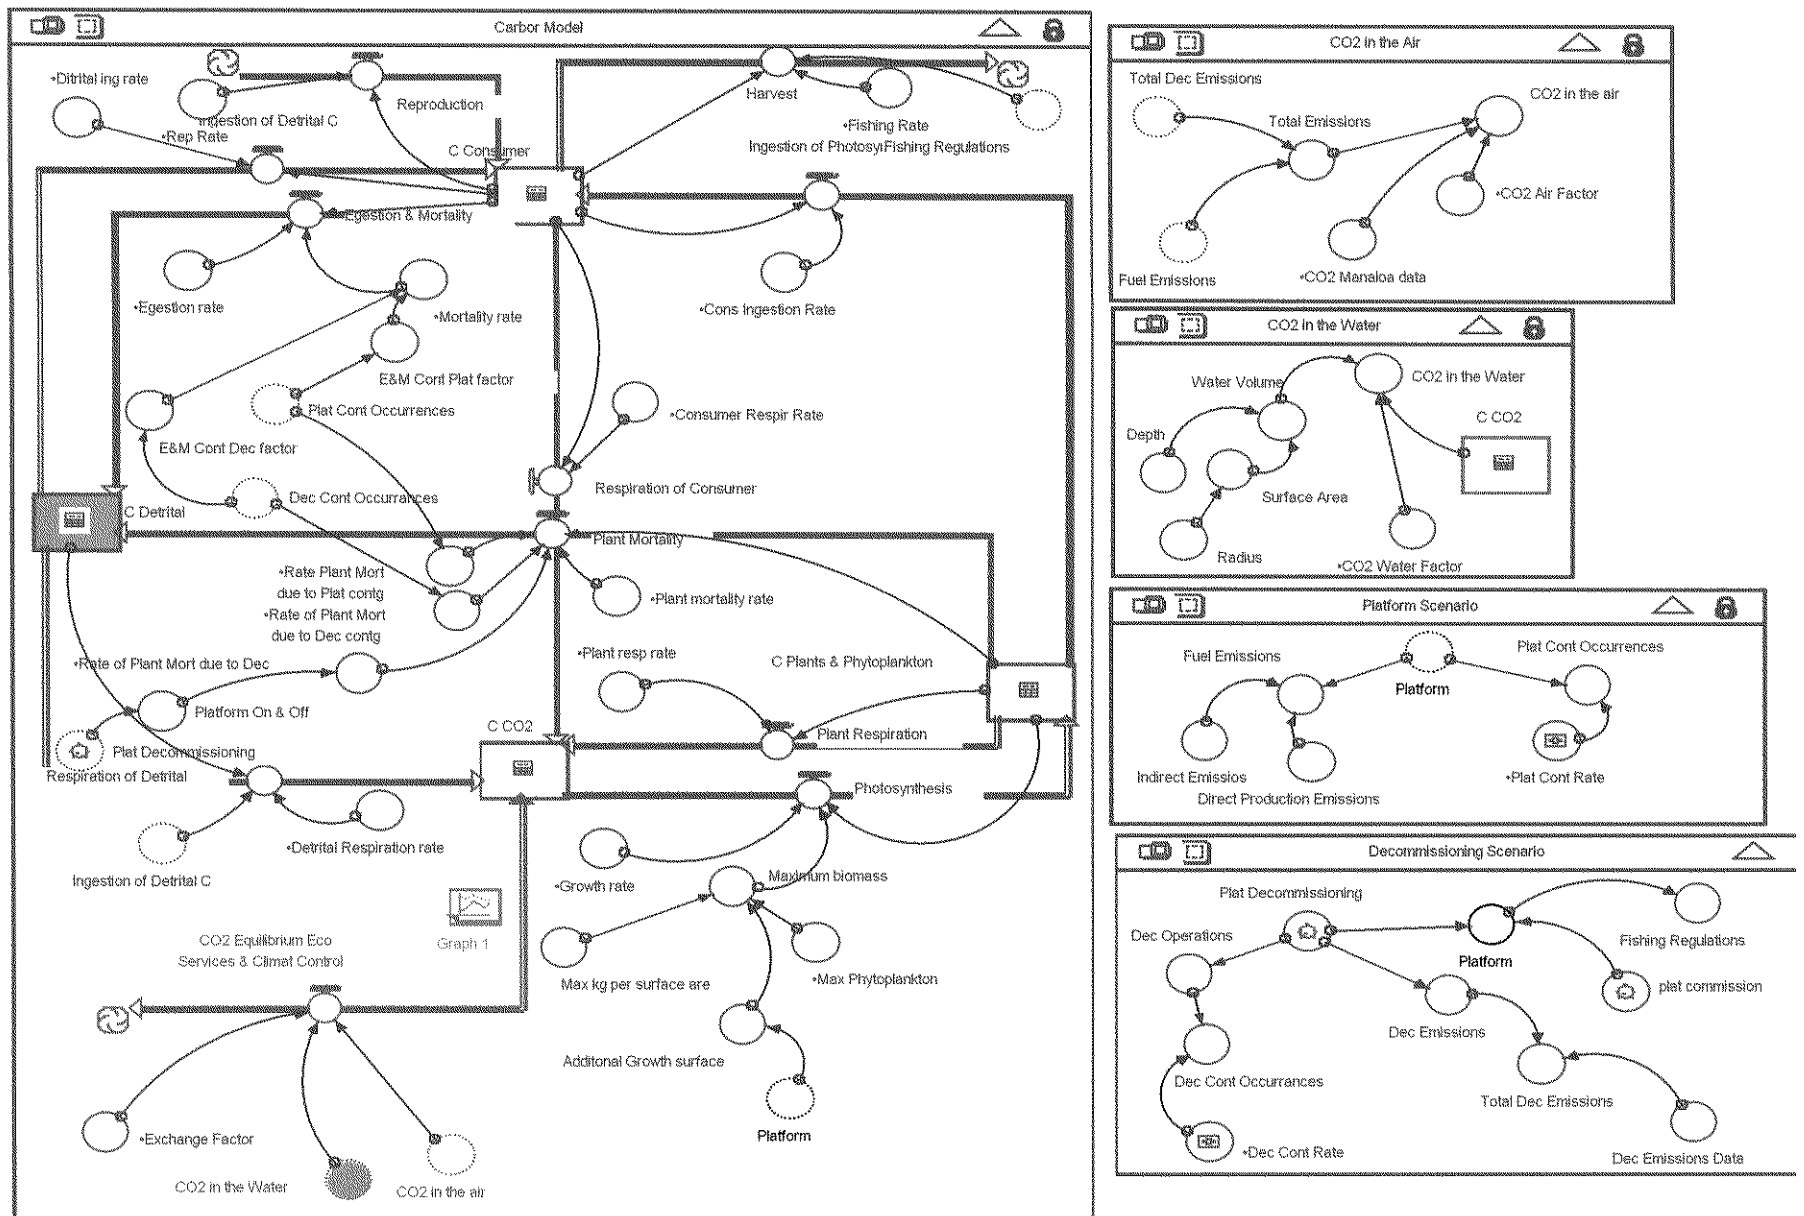 Carbor Model
•Ditrital ing rate
Reproduction
Ingestion of Detrital C
•Rep Rate
C Consumer
Harvest
•Fishing Rate
Ingestion of Photosyı
Fishing Regulations
Egestion & Mortality
•Egestion rate
•Mortality rate
•Cons Ingestion Rate
E&M Cont Plat factor
Plat Cont Occurrences
•Consumer Respir Rate
E&M Cont Dec factor
Dec Cont Occurrances
Respiration of Consumer
C Detrital
Plant Mortality
•Rate Plant Mort
due to Plat contg
•Rate of Plant Mort
due to Dec contg
•Plant mortality rate
•Rate of Plant Mort due to Dec
•Plant resp rate
C Plants & Phytoplankton
Platform On & Off
C CO2
Plant Respiration
Plat Decommissioning
Respiration of Detrital
Photosynthesis
•Detrital Respiration rate
Ingestion of Detrital C
•Growth rate
Maximum biomass
Graph 1
CO2 Equilibrium Eco
Services & Climat Control
Max kg per surface are
•Max Phytoplankton
Additonal Growth surface
Platform
•Exchange Factor
CO2 in the Water
CO2 in the air
CO2 in the Air
Total Dec Emissions
CO2 in the air
Total Emissions
•CO2 Air Factor
Fuel Emissions
•CO2 Manaloa data
CO2 in the Water
Water Volume
CO2 in the Water
C CO2
Depth
Surface Area
Radius
•CO2 Water Factor
Platform Scenario
Fuel Emissions
Plat Cont Occurrences
Platform
Indirect Emissios
•Plat Cont Rate
Direct Production Emissions
Decommissioning Scenario
Plat Decommissioning
Dec Operations
Fishing Regulations
Platform
plat commission
Dec Emissions
Dec Cont Occurrances
Total Dec Emissions
•Dec Cont Rate
Dec Emissions Data